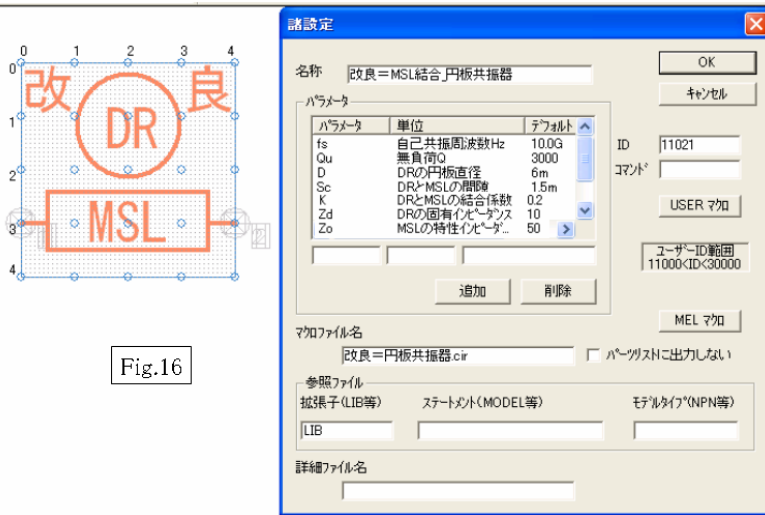 0 1 2 3 4
0
改 良
DR
1
2
MSL
3
1 2
4
Fig.16
諸設定
名称 改良=MSL結合_円板共振器
OK
キャンセル
パラメータ
パラメータ 単位 デフォルト
fs 自己共振周波数Hz 10.0G
Qu 無負荷Q 3000
D DRの円板直径 6m
Sc DRとMSLの間隙 1.5m
K DRとMSLの結合係数 0.2
Zd DRの固有インピーダンス 10
Zo MSLの特性インピーダ... 50
追加 削除
ID 11021
コマンド
USER マクロ
ユーザーID範囲
11000<ID<30000
MEL マクロ
マクロファイル名
改良=円板共振器.cir
パーツリストに出力しない
参照ファイル
拡張子(LIB等) ステートメント(MODEL等) モデルタイプ(NPN等)
LIB
詳細ファイル名